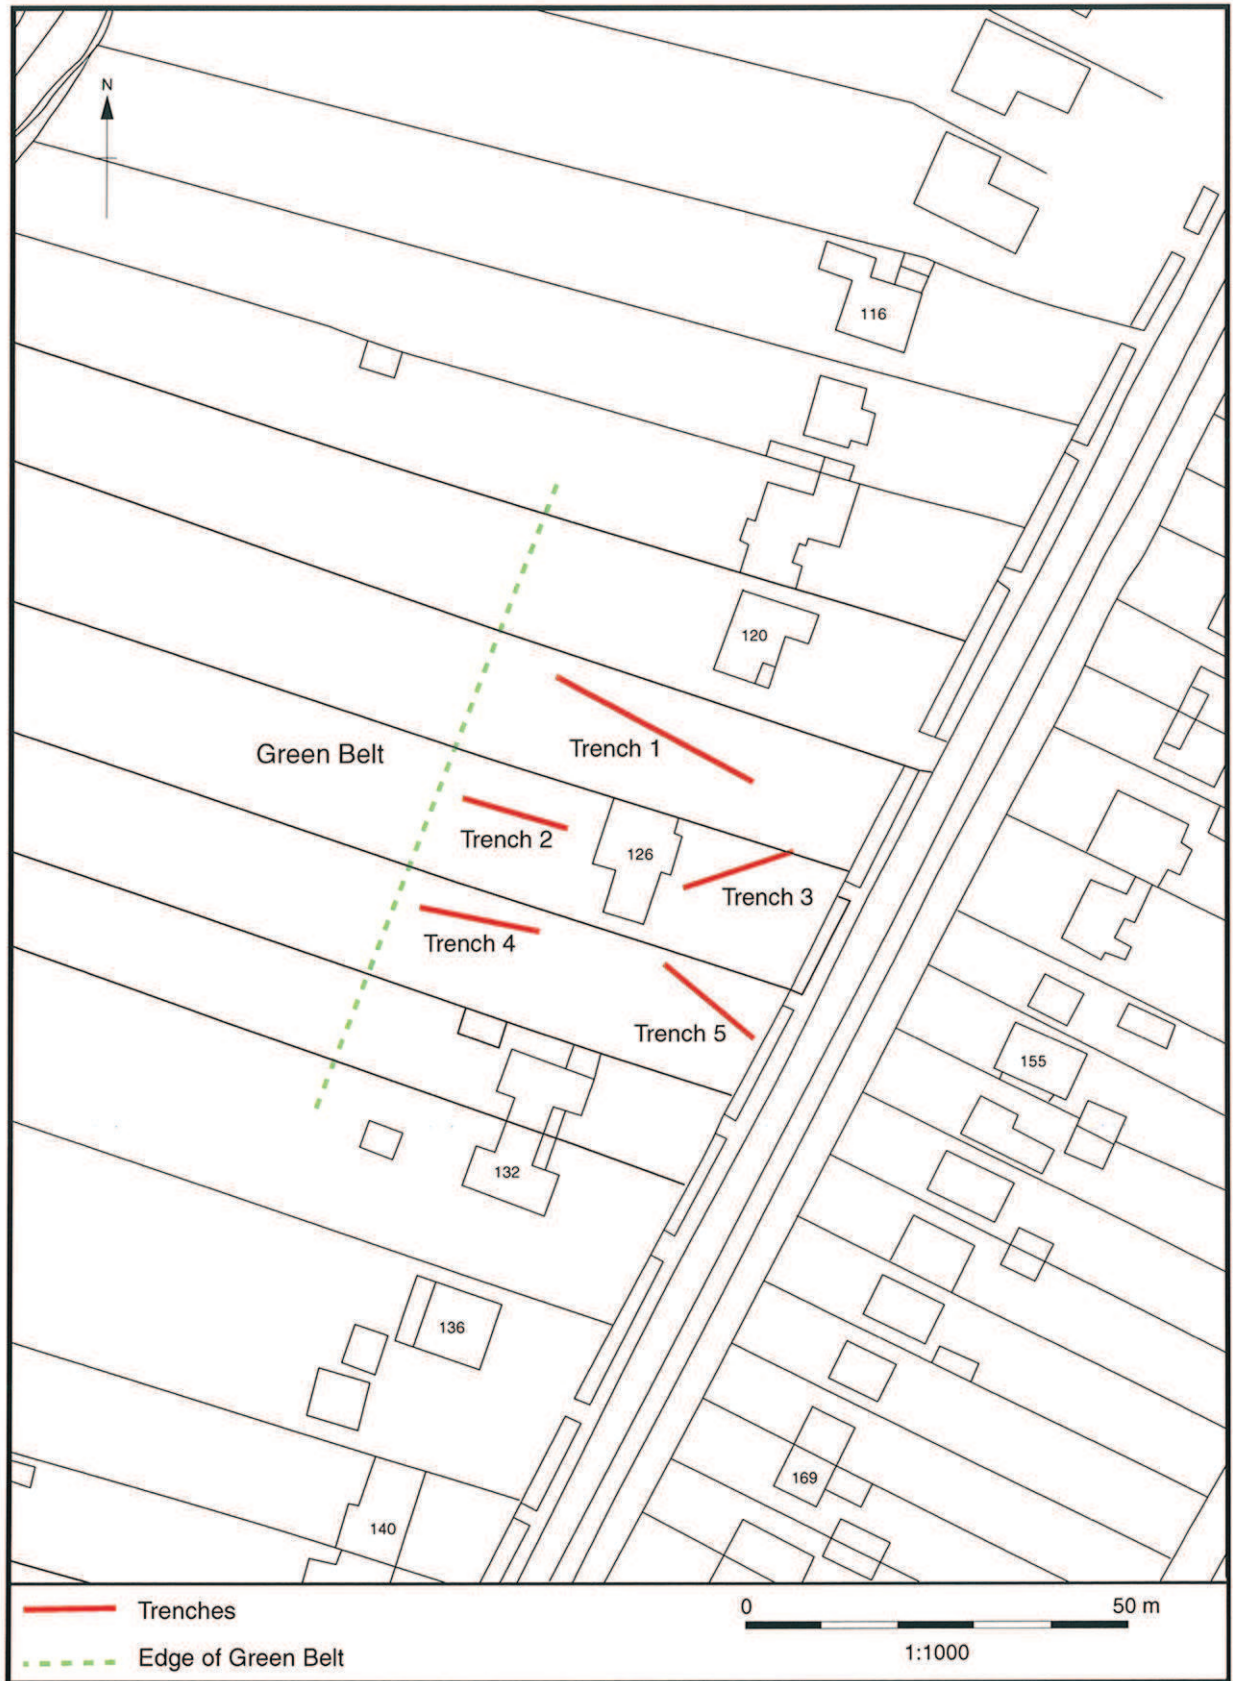 N
116
120
Trench 1
Green Belt
Trench 2
126
Trench 3
Trench 4
Trench 5
155
132
136
169
140
Trenches
Edge of Green Belt
0 50 m
1:1000